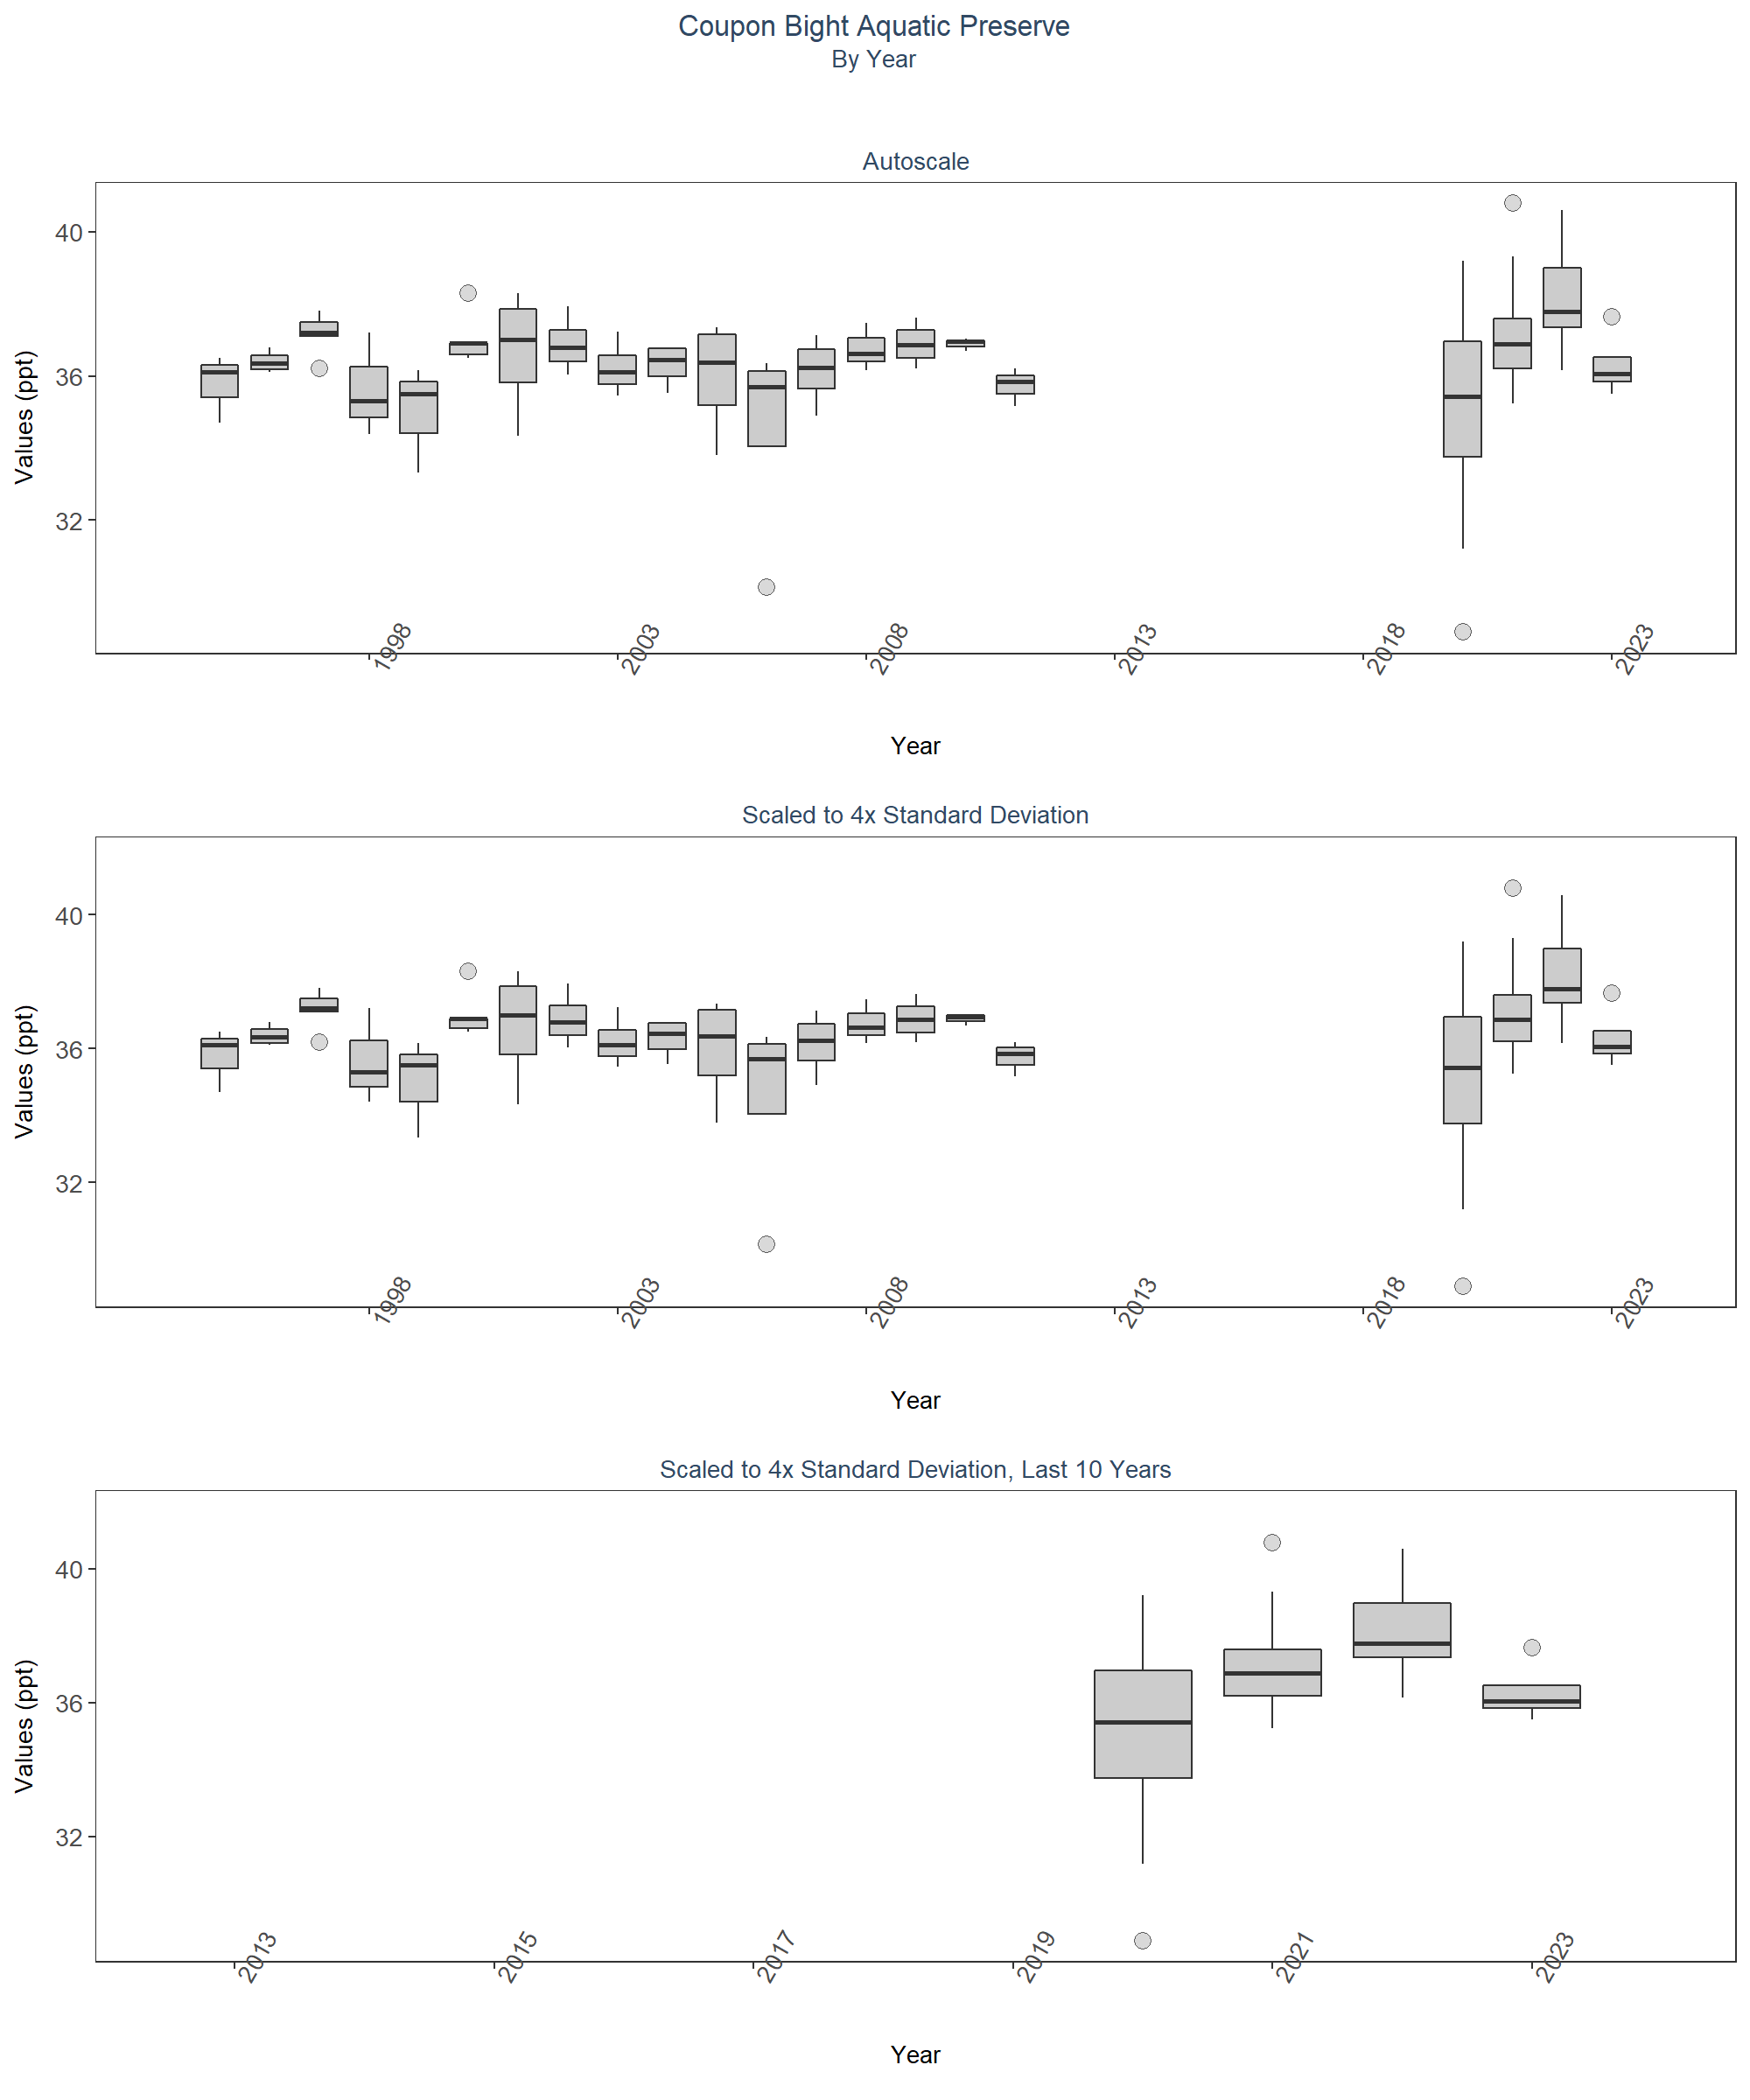 Coupon Bight Aquatic Preserve
By Year
Autoscale
Values (ppt)
40
36
32
1998
2003
2008
2013
2018
2023
Year
Scaled to 4x Standard Deviation
Values (ppt)
40
36
32
1998
2003
2008
2013
2018
2023
Year
Scaled to 4x Standard Deviation, Last 10 Years
Values (ppt)
40
36
32
2013
2015
2017
2019
2021
2023
Year